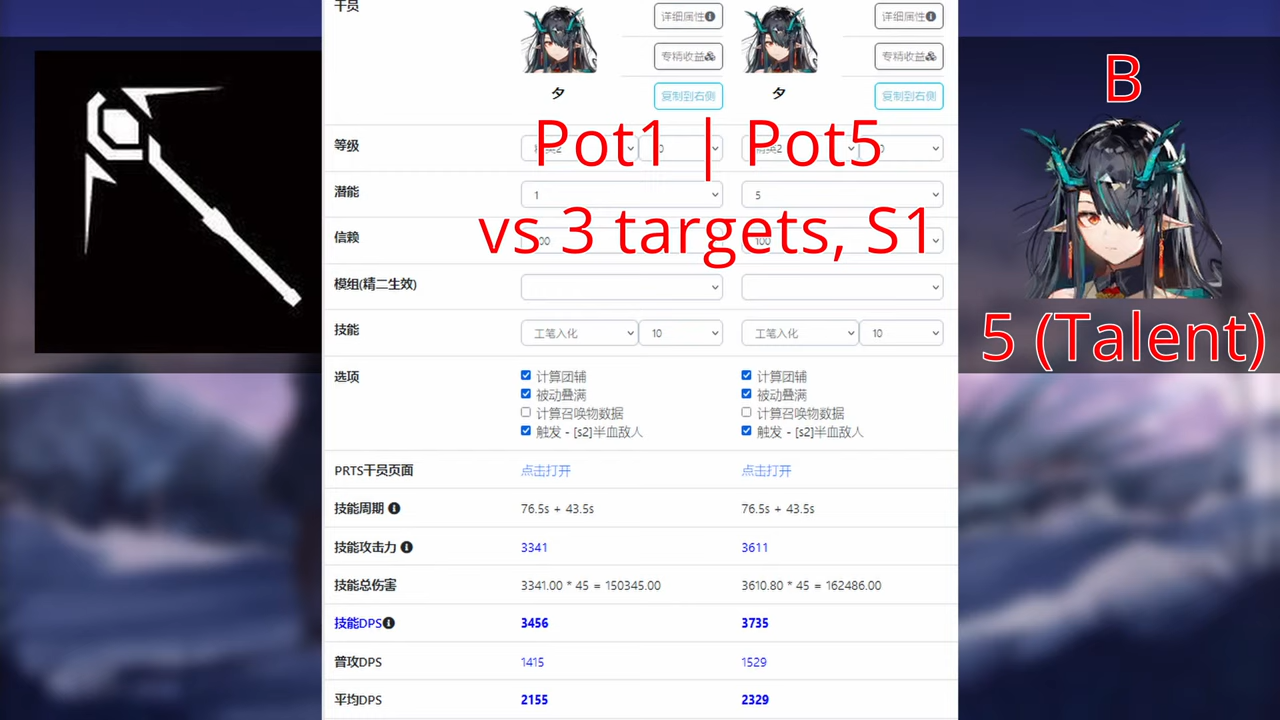 干员
详细属性 详细属性
专精收益 专精收益
夕 复制到右侧 夕 复制到右侧
B
Pot1 | Pot5
等级
潜能 1 5
vs 3 targets, S1
信赖
模组(精二生效)
5 (Talent)
技能 工笔入化 10 工笔入化 10
选项 计算团辅 计算团辅
被动叠满 被动叠满
计算召唤物数据 计算召唤物数据
触发 - [s2]半血敌人 触发 - [s2]半血敌人
PRTS干员页面 点击打开 点击打开
技能周期 76.5s + 43.5s 76.5s + 43.5s
技能攻击力 3341 3611
技能总伤害 3341.00 * 45 = 150345.00 3610.80 * 45 = 162486.00
技能DPS 3456 3735
普攻DPS 1415 1529
平均DPS 2155 2329